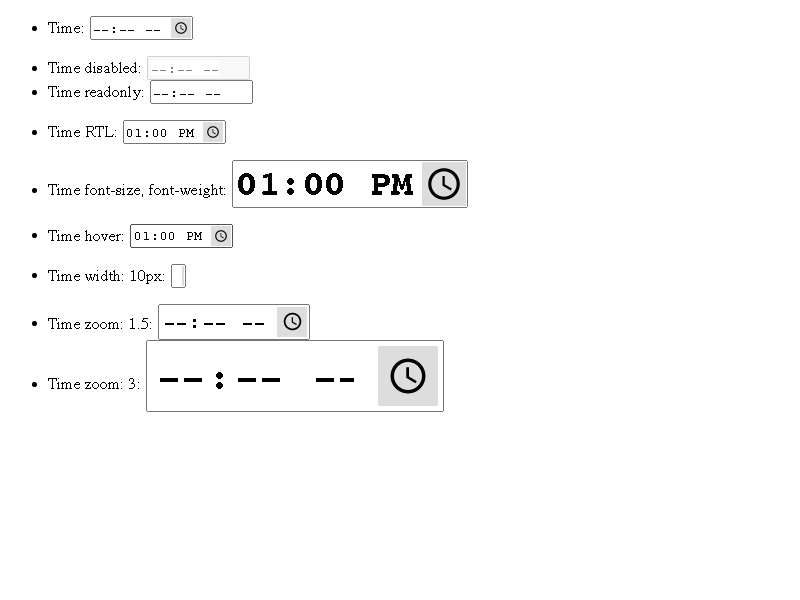 Time: --:-- --
Time disabled: --:-- --
Time readonly: --:-- --
Time RTL: 01:00 PM
Time font-size, font-weight: 01:00 PM
Time hover: 01:00 PM
Time width: 10px:
Time zoom: 1.5: --:-- --
Time zoom: 3: --:-- --